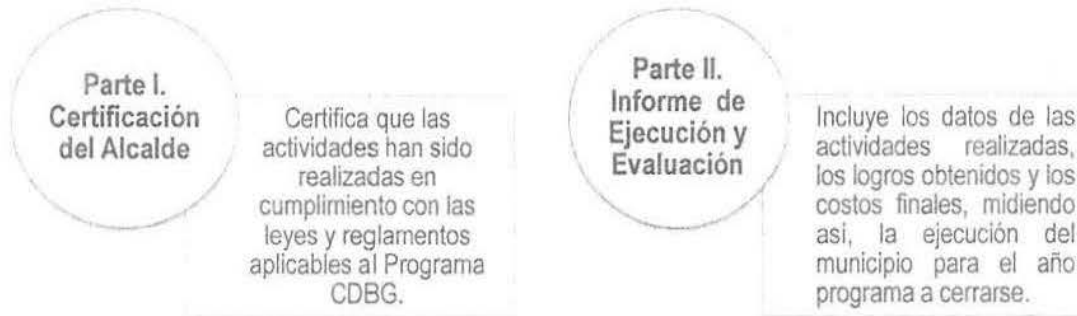 Parte I.
Certificación
del Alcalde
Certifica que las
actividades han sido
realizadas en
cumplimiento con las
leyes y reglamentos
aplicables al Programa
CDBG.
Parte II.
Informe de
Ejecución y
Evaluación
Incluye los datos de las
actividades realizadas,
los logros obtenidos y los
costos finales, midiendo
asi, la ejecución del
municipio para el año
programa a cerrarse.